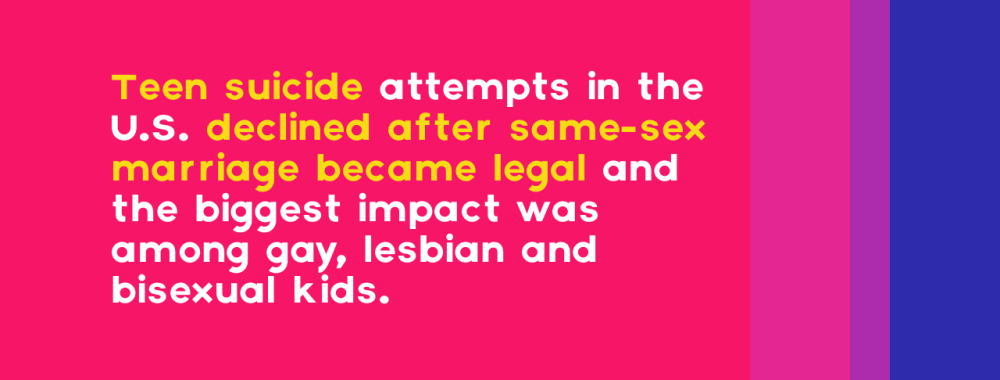 Teen suicide attempts in the
U.S. declined after same-sex
marriage became legal and
the biggest impact was
among gay, lesbian and
bisexual kids.